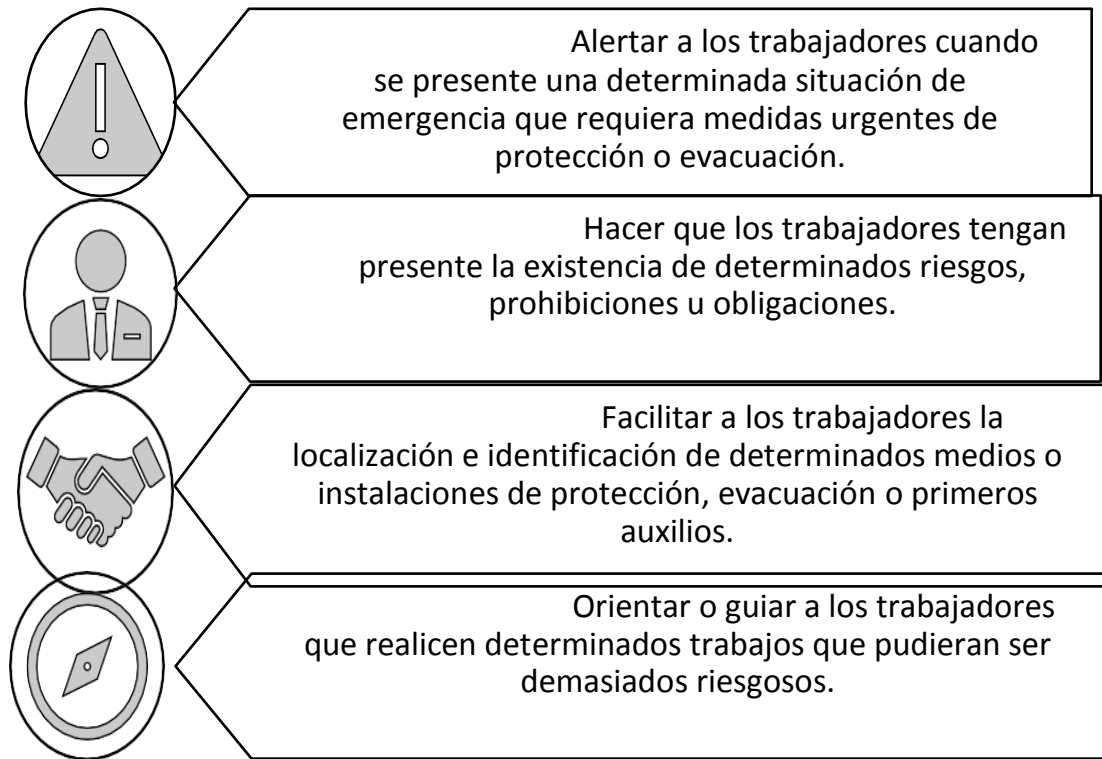 Alertar a los trabajadores cuando
se presente una determinada situación de
emergencia que requiera medidas urgentes de
protección o evacuación.
Hacer que los trabajadores tengan
presente la existencia de determinados riesgos,
prohibiciones u obligaciones.
Facilitar a los trabajadores la
localización e identificación de determinados medios o
instalaciones de protección, evacuación o primeros
auxilios.
Orientar o guiar a los trabajadores
que realicen determinados trabajos que pudieran ser
demasiados riesgosos.